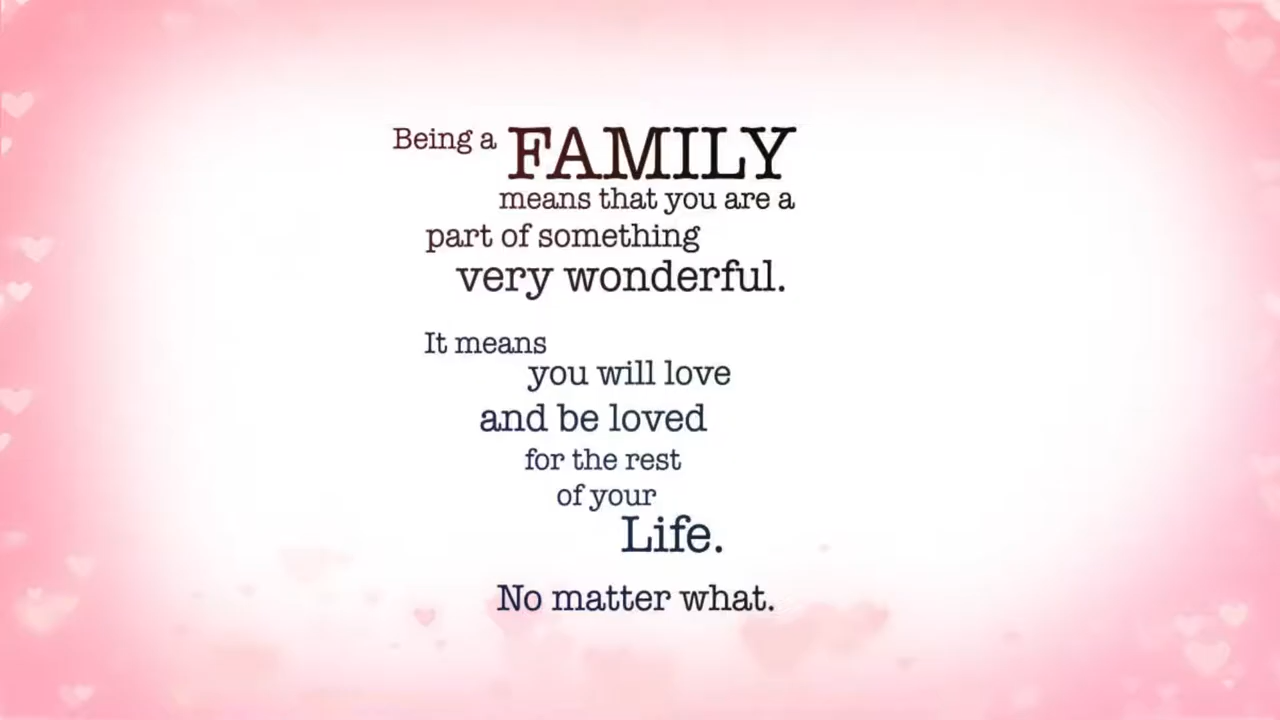 Being a FAMILY
means that you are a
part of something
very wonderful.
It means
you will love
and be loved
for the rest
of your
Life.
No matter what.